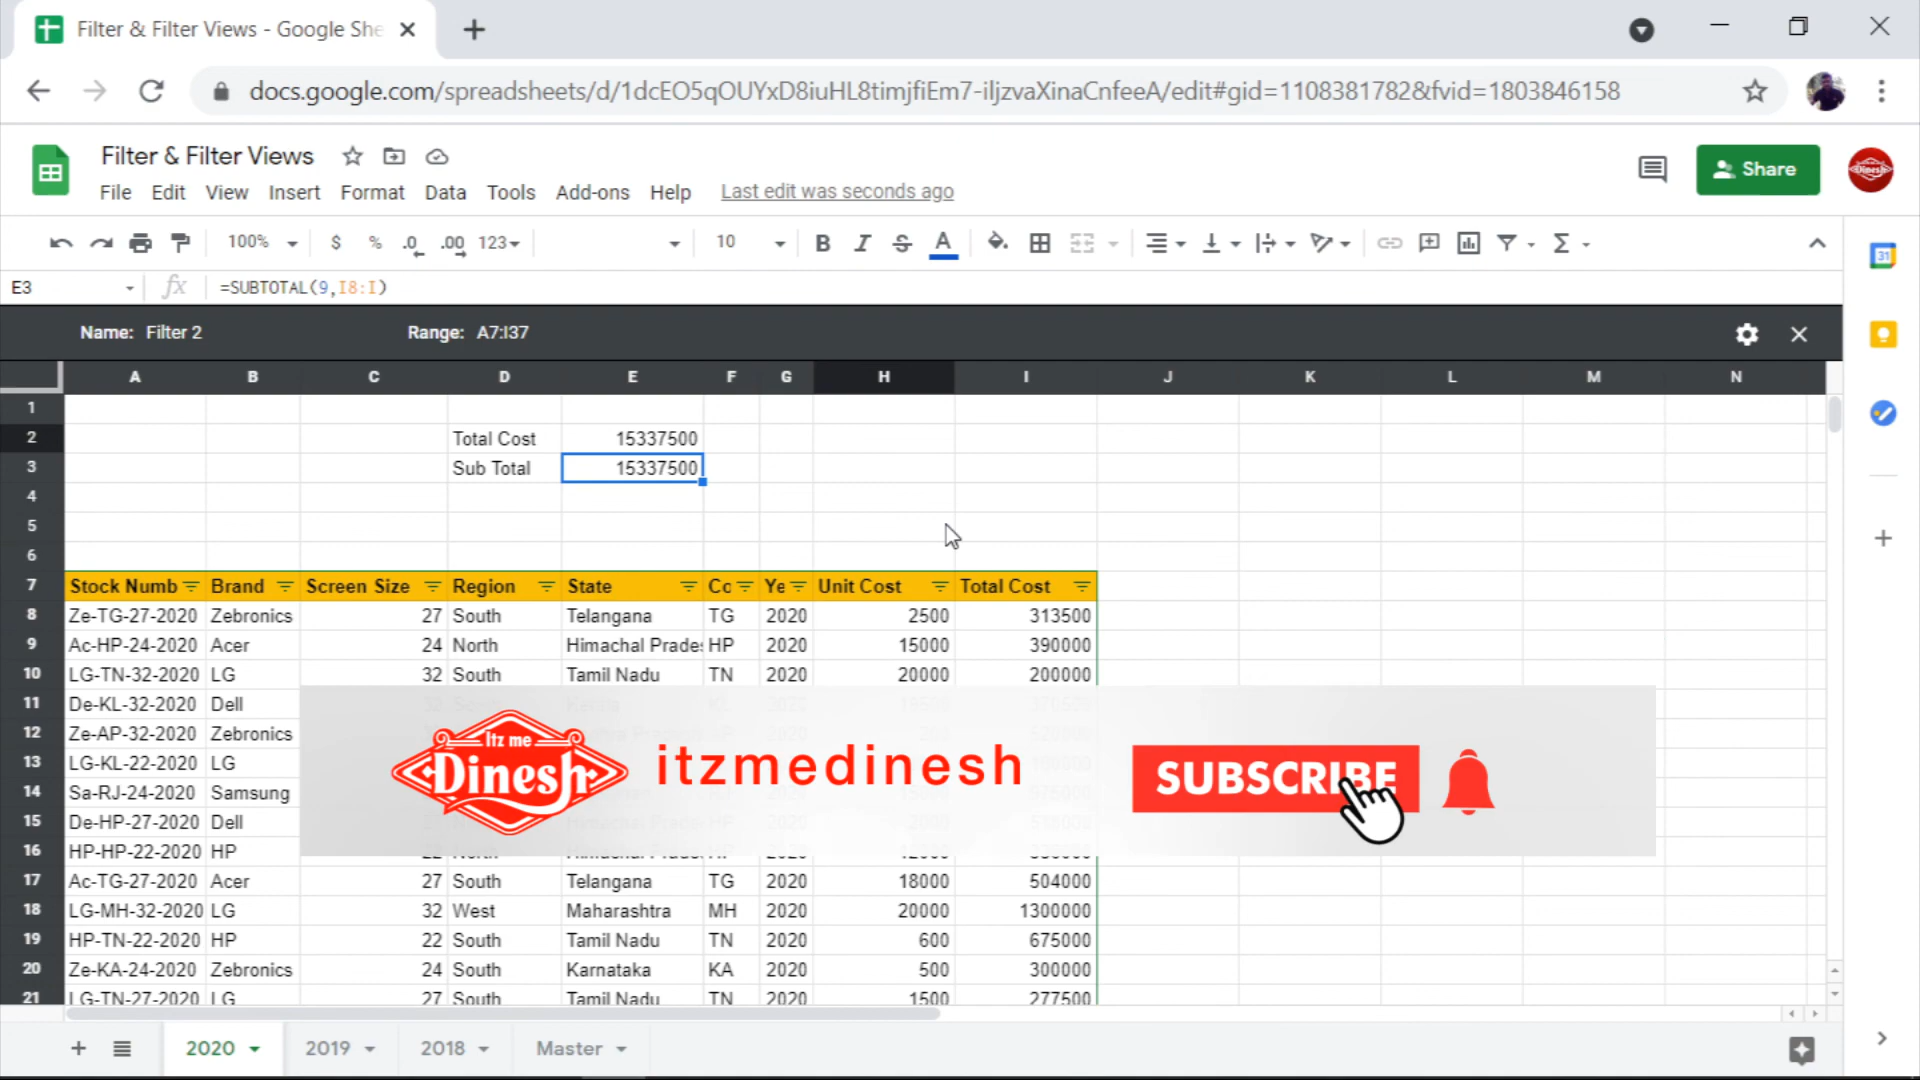 Filter & Filter Views - Google She
docs.google.com/spreadsheets/d/1dcEO5qOUYxD8iuHL8timjfiEm7-iljzvaXinaCnfeeA/edit#gid=1108381782&fvid=1803846158
Filter & Filter Views
File Edit View Insert Format Data Tools Add-ons Help Last edit was seconds ago
Share
Dinesh
100% $ % .0 .00 123 10 B I S A Σ
31
E3 fx =SUBTOTAL(9,I8:I)
Name: Filter 2 Range: A7:I37
A B C D E F G H I J K L M N
1
2 Total Cost 15337500
3 Sub Total 15337500
4
5
6
7 Stock Numb Brand Screen Size Region State Co Ye Unit Cost Total Cost
8 Ze-TG-27-2020 Zebronics 27 South Telangana TG 2020 2500 313500
9 Ac-HP-24-2020 Acer 24 North Himachal Prade HP 2020 15000 390000
10 LG-TN-32-2020 LG 32 South Tamil Nadu TN 2020 20000 200000
11 De-KL-32-2020 Dell
12 Ze-AP-32-2020 Zebronics
13 LG-KL-22-2020 LG
14 Sa-RJ-24-2020 Samsung
15 De-HP-27-2020 Dell
Itz me
Dinesh
itzmedinesh
SUBSCRIBE
16 HP-HP-22-2020 HP
17 Ac-TG-27-2020 Acer 27 South Telangana TG 2020 18000 504000
18 LG-MH-32-2020 LG 32 West Maharashtra MH 2020 20000 1300000
19 HP-TN-22-2020 HP 22 South Tamil Nadu TN 2020 600 675000
20 Ze-KA-24-2020 Zebronics 24 South Karnataka KA 2020 500 300000
21 LG-TN-27-2020 LG 27 South Tamil Nadu TN 2020 1500 277500
2020 2019 2018 Master